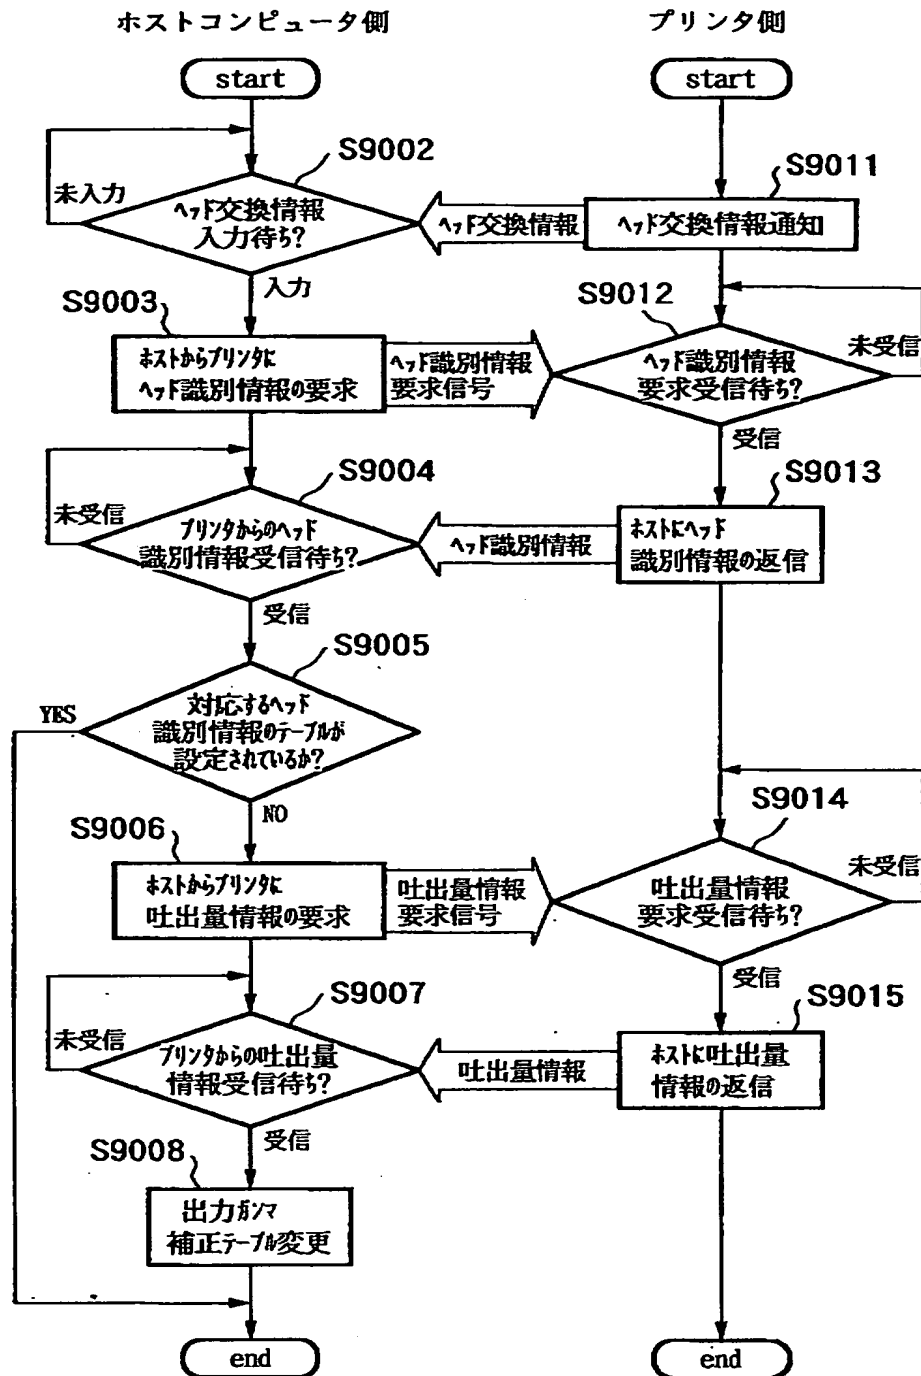 ホストコンピュータ側
プリンタ側
start
start
S9002
S9011
未入力
ヘッド交換情報
入力待ち?
ヘッド交換情報
ヘッド交換情報通知
入力
S9003
S9012
ホストからプリンタに
ヘッド識別情報の要求
ヘッド識別情報
要求信号
ヘッド識別情報
要求受信待ち?
未受信
受信
S9004
S9013
未受信
プリンタからのヘッド
識別情報受信待ち?
ヘッド識別情報
ホストにヘッド
識別情報の返信
受信
S9005
YES
対応するヘッド
識別情報のテーブルが
設定されているか?
NO
S9006
S9014
ホストからプリンタに
吐出量情報の要求
吐出量情報
要求信号
吐出量情報
要求受信待ち?
未受信
受信
S9007
S9015
未受信
プリンタからの吐出量
情報受信待ち?
吐出量情報
ホストに吐出量
情報の返信
受信
S9008
出力ガンマ
補正テーブル変更
end
end